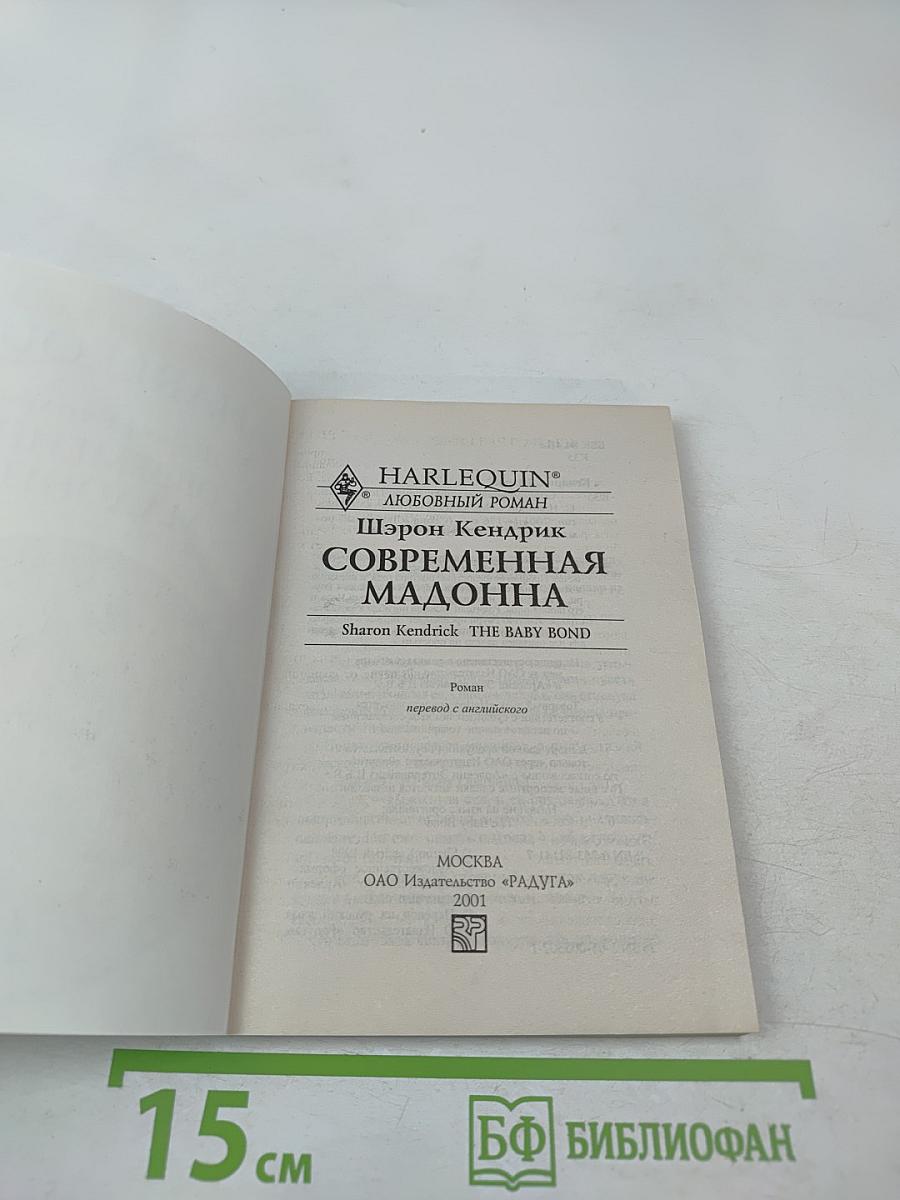 HARLEQUIN®
®
ЛЮБОВНЫЙ РОМАН
Шэрон Кендрик
СОВРЕМЕННАЯ
МАДОННА
Sharon Kendrick THE BABY BOND
Роман
перевод с английского
МОСКВА
ОАО Издательство «РАДУГА»
2001
15 см
БФ БИБЛИОФАН